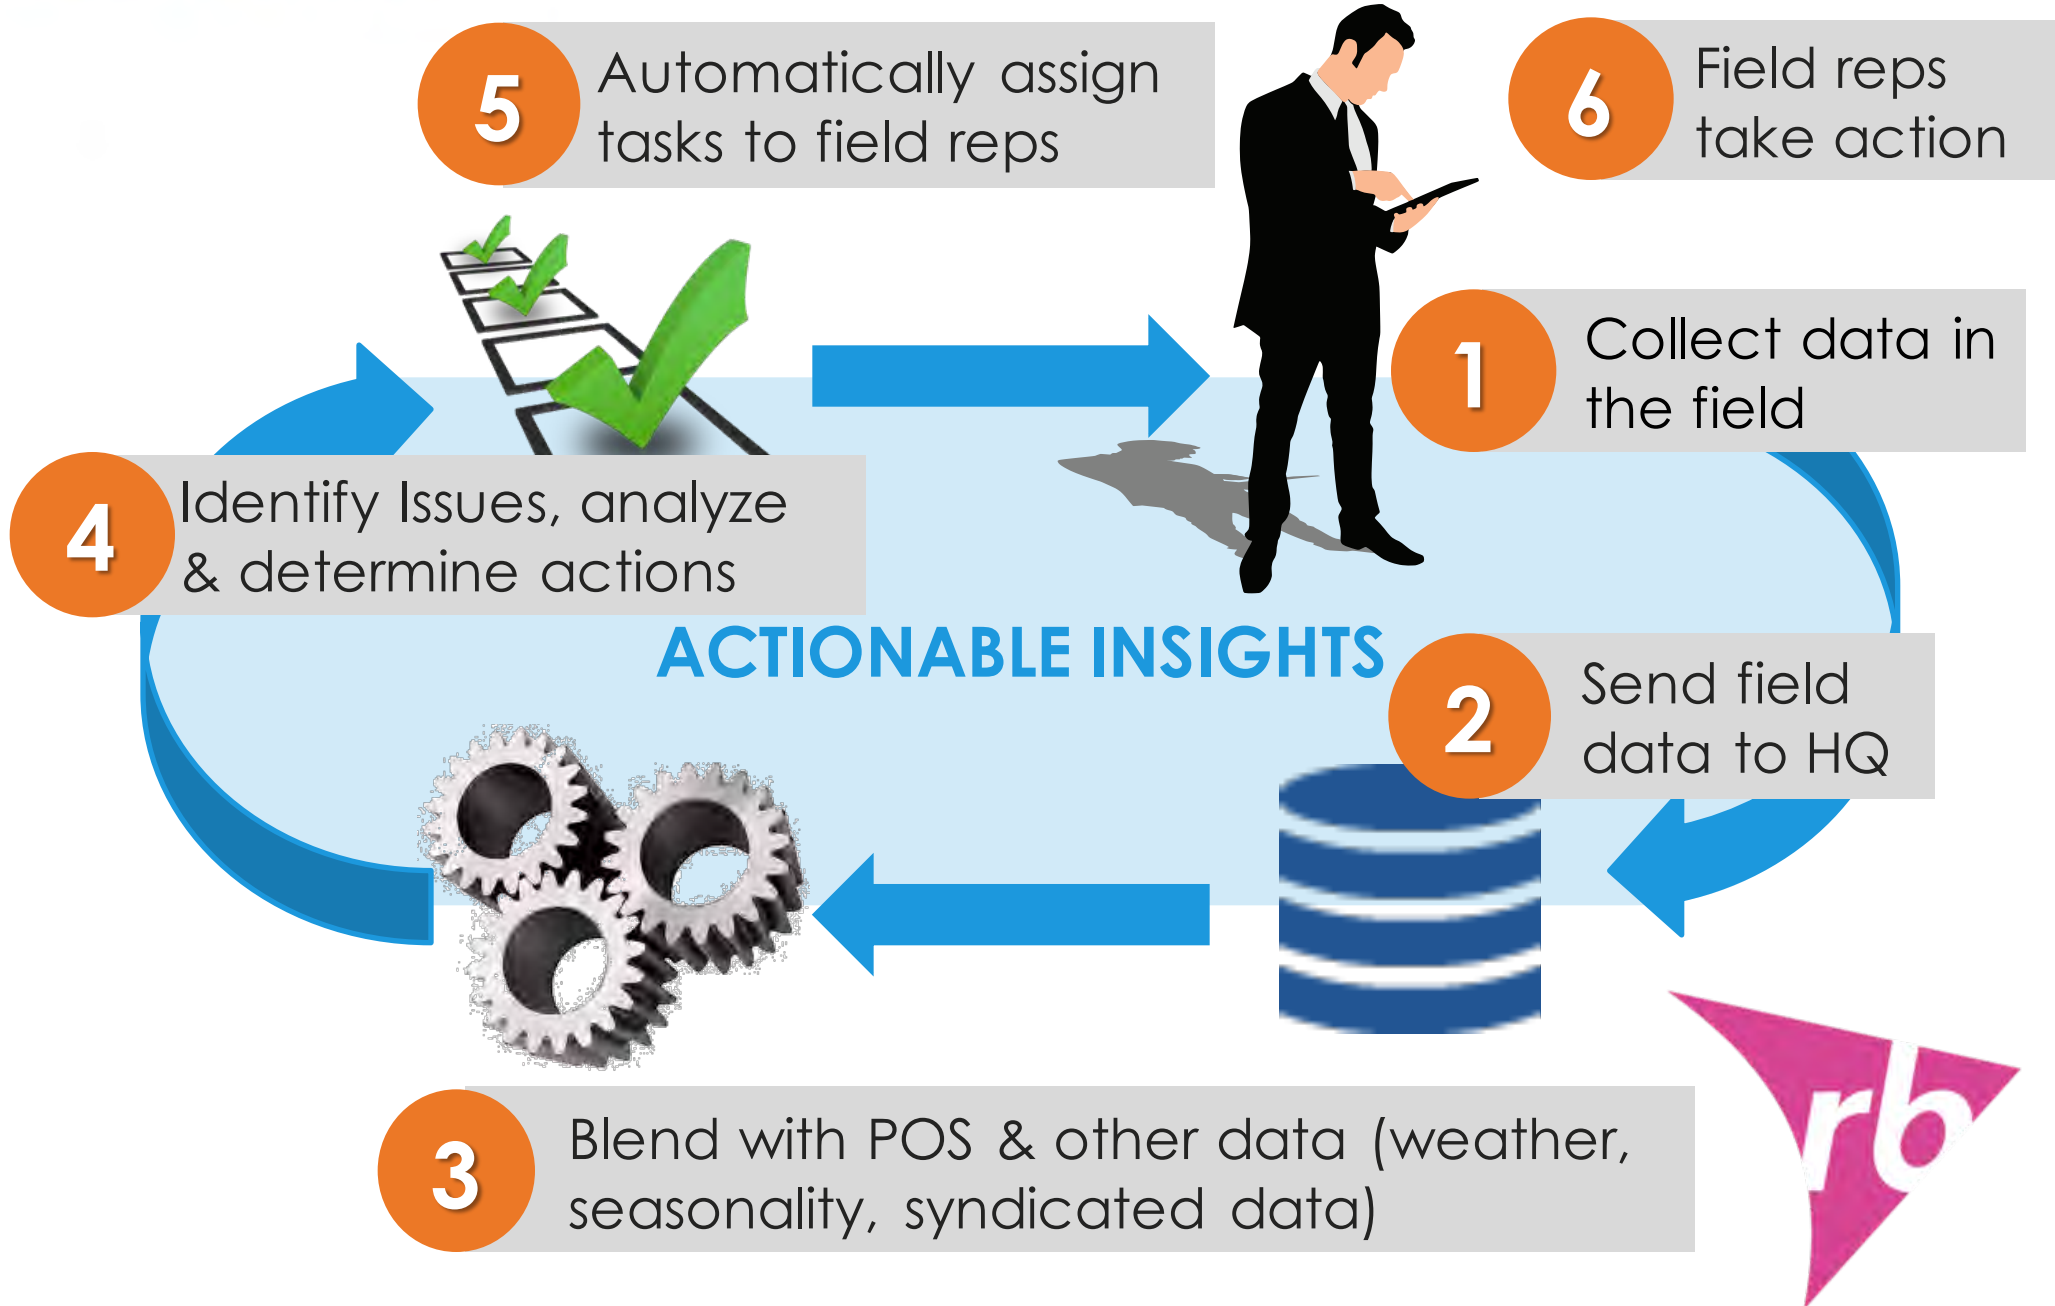 5
Automatically assign
tasks to field reps
6
Field reps
take action
1
Collect data in
the field
4
Identify Issues, analyze
& determine actions
ACTIONABLE INSIGHTS
2
Send field
data to HQ
3
Blend with POS & other data (weather,
seasonality, syndicated data)
rb